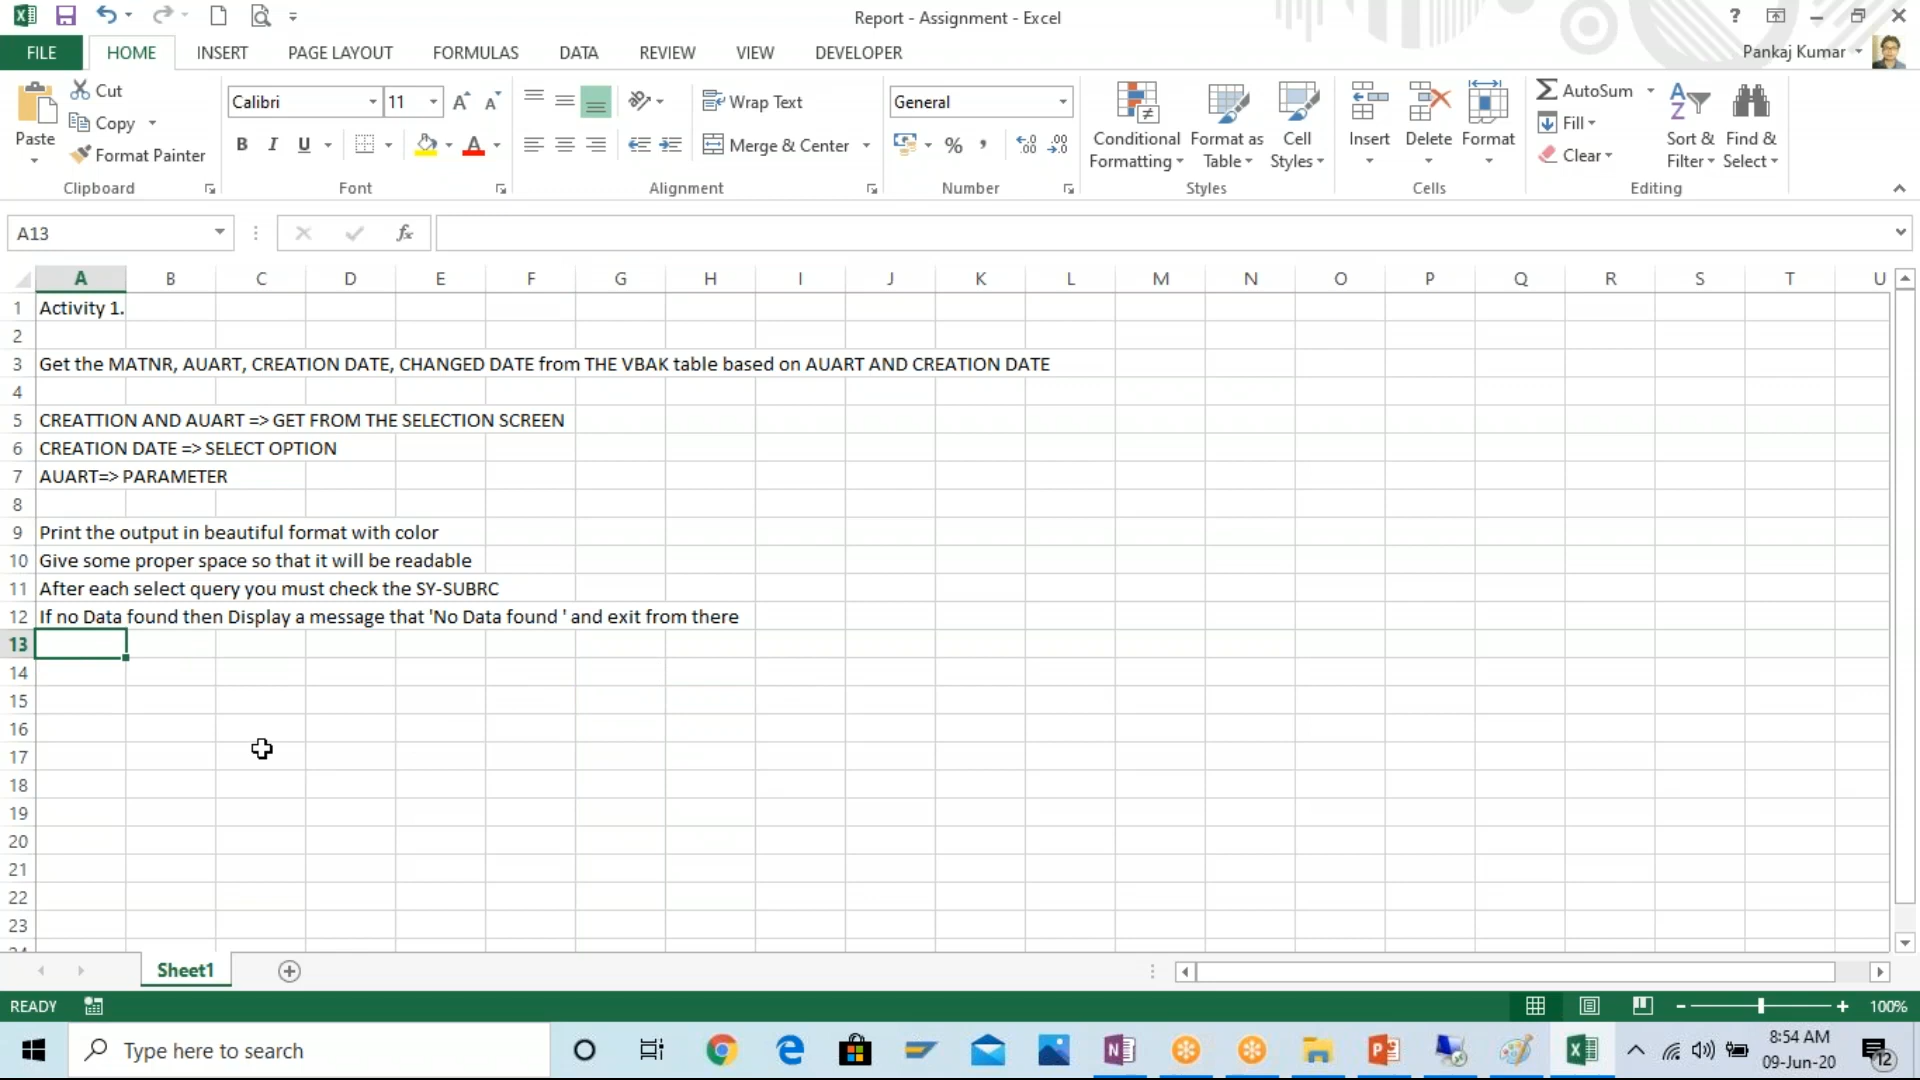 Report - Assignment - Excel
?
FILE HOME INSERT PAGE LAYOUT FORMULAS DATA REVIEW VIEW DEVELOPER
Pankaj Kumar
Paste
Cut
Copy
Format Painter
Clipboard
Calibri 11
B I U
Font
Wrap Text
Merge & Center
Alignment
General
%
Number
Conditional Formatting
Format as Table
Cell Styles
Styles
Insert
Delete
Format
Cells
AutoSum
Fill
Clear
Sort & Filter
Find & Select
Editing
A13
fx
A B C D E F G H I J K L M N O P Q R S T U
1 Activity 1.
2
3 Get the MATNR, AUART, CREATION DATE, CHANGED DATE from THE VBAK table based on AUART AND CREATION DATE
4
5 CREATTION AND AUART => GET FROM THE SELECTION SCREEN
6 CREATION DATE => SELECT OPTION
7 AUART=> PARAMETER
8
9 Print the output in beautiful format with color
10 Give some proper space so that it will be readable
11 After each select query you must check the SY-SUBRC
12 If no Data found then Display a message that 'No Data found ' and exit from there
13
14
15
16
17
18
19
20
21
22
23
Sheet1
READY
100%
Type here to search
8:54 AM
09-Jun-20
12